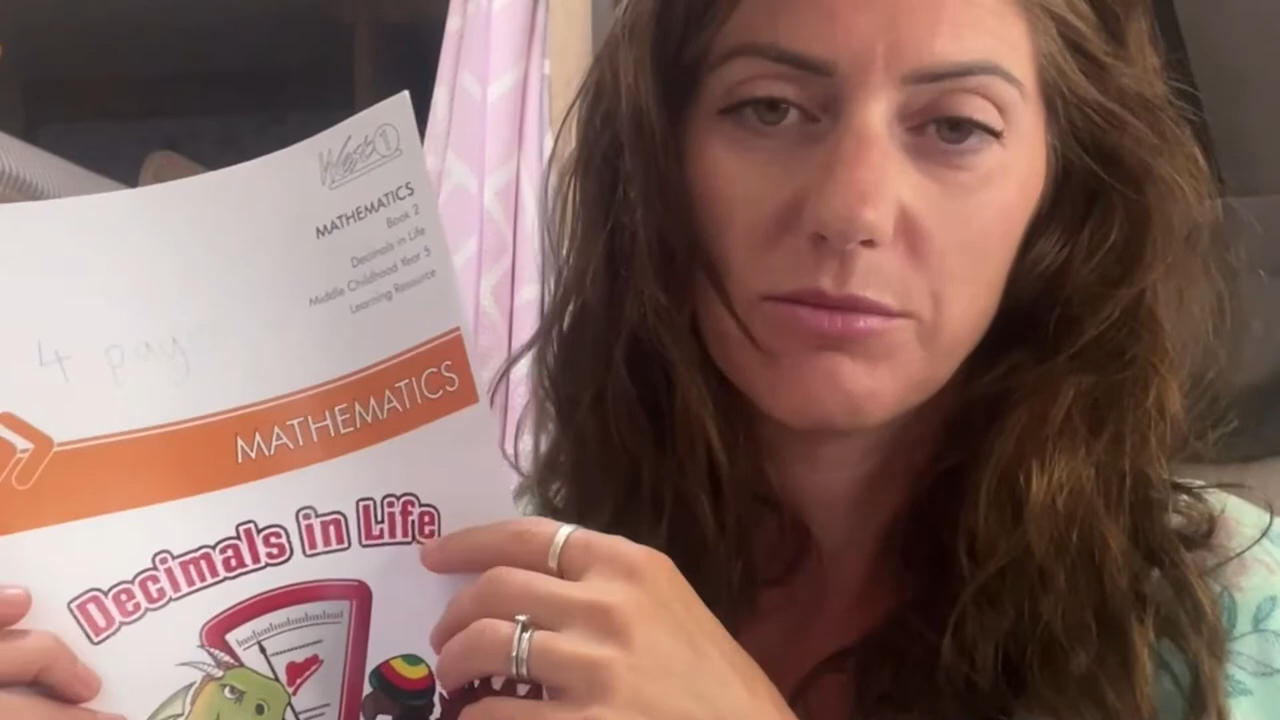 West 1
MATHEMATICS
Book 2
Decimals in Life
Middle Childhood Year 5
Learning Resource
4 pay
MATHEMATICS
Decimals in Life